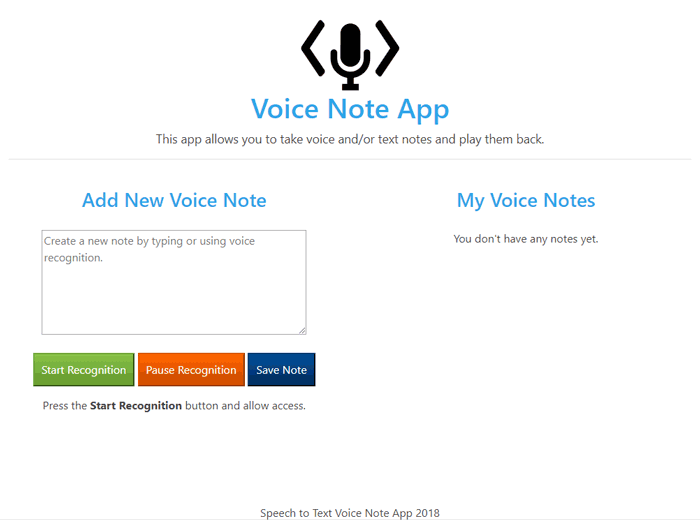 Voice Note App
This app allows you to take voice and/or text notes and play them back.
Add New Voice Note
Create a new note by typing or using voice
recognition.
Start Recognition
Pause Recognition
Save Note
Press the Start Recognition button and allow access.
My Voice Notes
You don't have any notes yet.
Speech to Text Voice Note App 2018